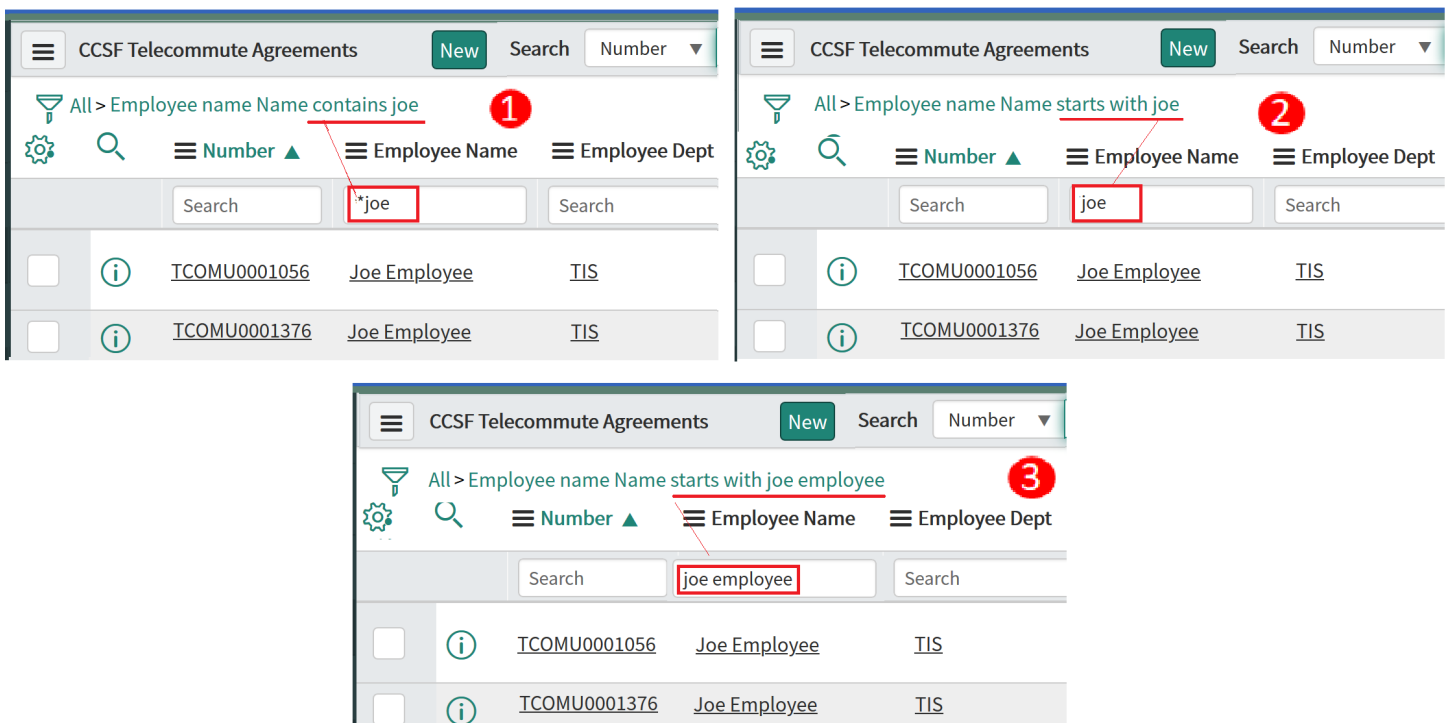 CCSF Telecommute Agreements New Search Number ▼
All > Employee name Name contains joe 1
Number ▲ Employee Name Employee Dept
Search *joe Search
TCOMU0001056 Joe Employee TIS
TCOMU0001376 Joe Employee TIS
CCSF Telecommute Agreements New Search Number ▼
All > Employee name Name starts with joe 2
Number ▲ Employee Name Employee Dept
Search joe Search
TCOMU0001056 Joe Employee TIS
TCOMU0001376 Joe Employee TIS
CCSF Telecommute Agreements New Search Number ▼
All > Employee name Name starts with joe employee 3
Number ▲ Employee Name Employee Dept
Search joe employee Search
TCOMU0001056 Joe Employee TIS
TCOMU0001376 Joe Employee TIS